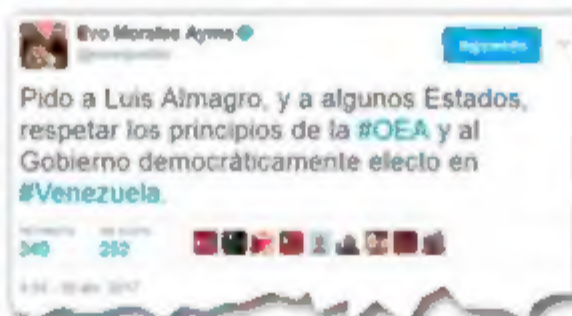 Evo Morales Ayma
Siguiendo
Pido a Luis Almagro, y a algunos Estados,
respetar los principios de la #OEA y al
Gobierno democráticamente electo en
#Venezuela.